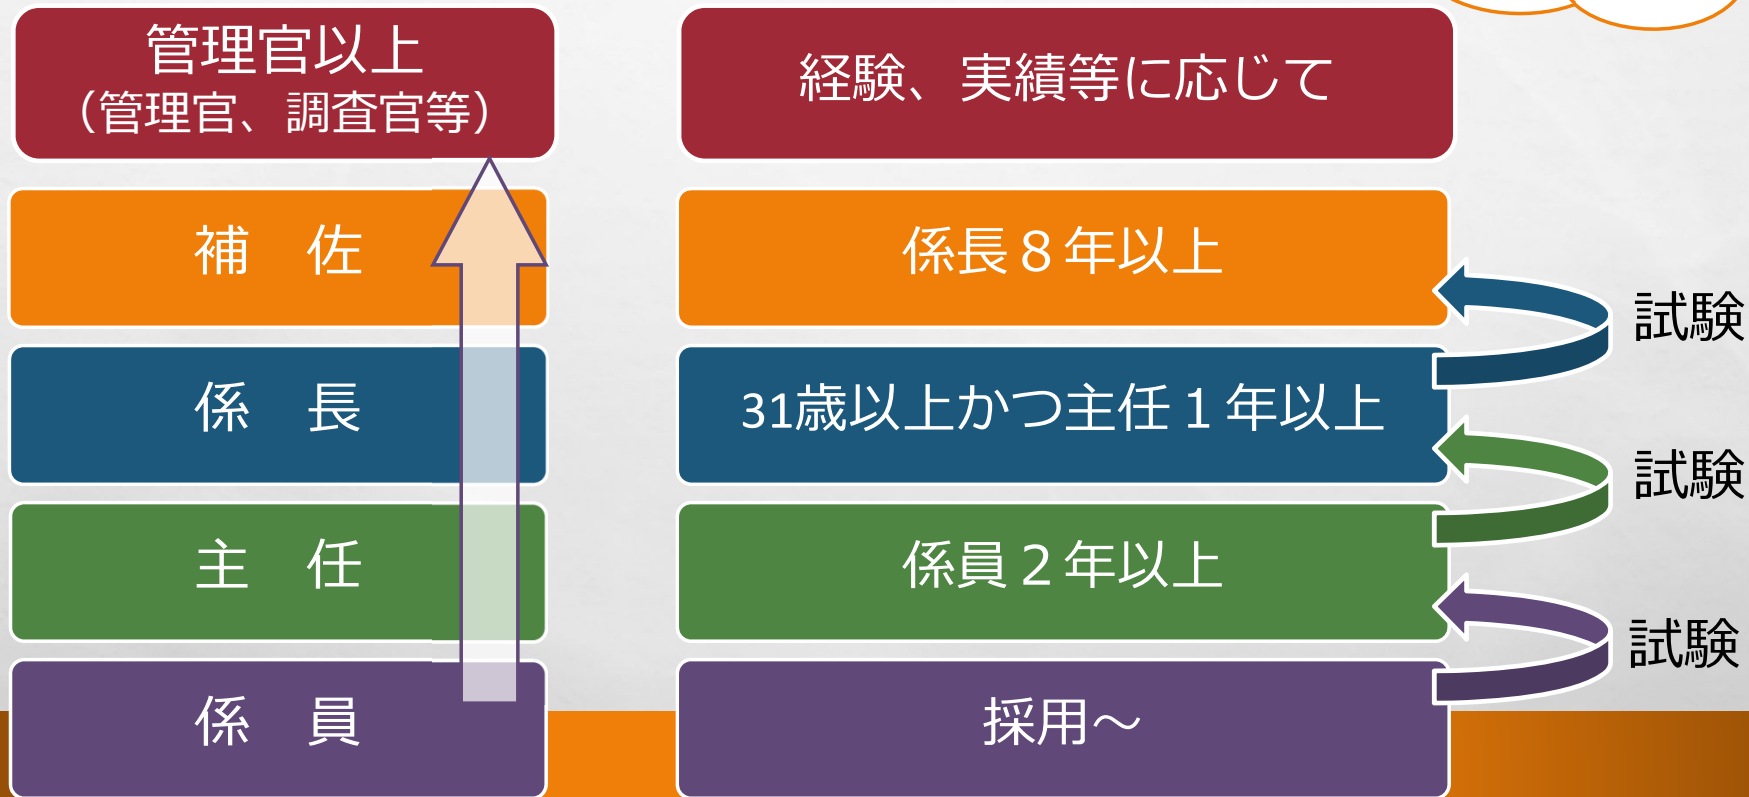 管理官以上
（管理官、調査官等）
経験、実績等に応じて
補　佐
係長８年以上
試験
係　長
31歳以上かつ主任１年以上
試験
主　任
係員２年以上
試験
係　員
採用～